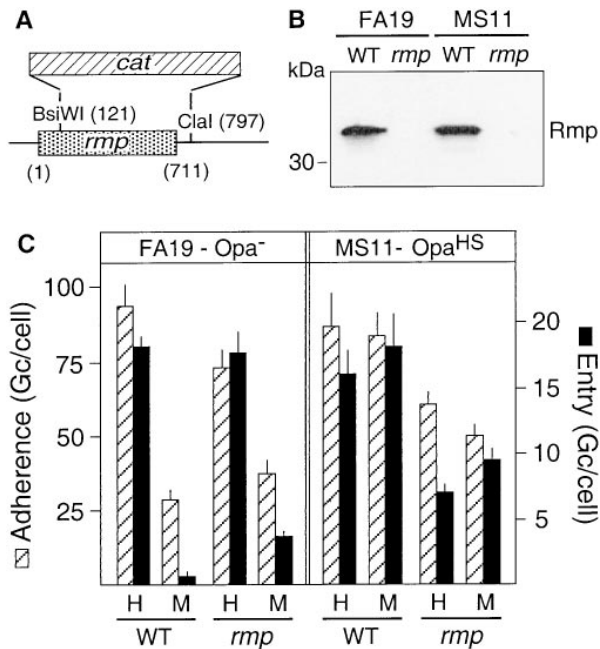 A
cat
BsiWI (121)
ClaI (797)
rmp
(1)
(711)
B
FA19 MS11
kDa WT rmp WT rmp
Rmp
30
C
FA19 - Opa⁻
MS11- Opaᴴˢ
Adherence (Gc/cell)
100
75
50
25
20
15
10
5
Entry (Gc/cell)
H M H M H M H M
WT rmp WT rmp